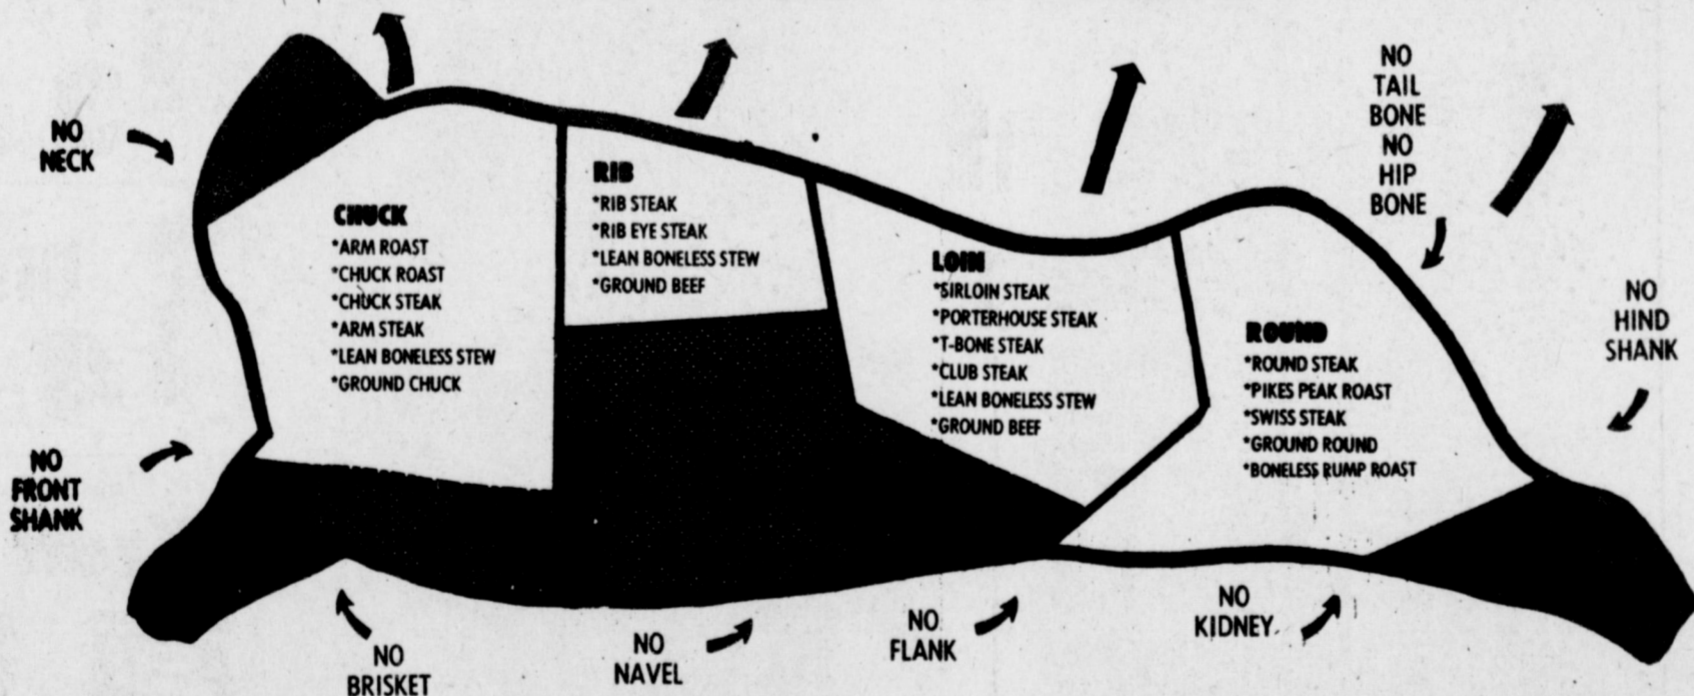 NO
NECK
NO
FRONT
SHANK
CHUCK
*ARM ROAST
*CHUCK ROAST
*CHUCK STEAK
*ARM STEAK
*LEAN BONELESS STEW
*GROUND CHUCK
RIB
*RIB STEAK
*RIB EYE STEAK
*LEAN BONELESS STEW
*GROUND BEEF
LOIN
*SIRLOIN STEAK
*PORTERHOUSE STEAK
*T-BONE STEAK
*CLUB STEAK
*LEAN BONELESS STEW
*GROUND BEEF
ROUND
*ROUND STEAK
*PIKES PEAK ROAST
*SWISS STEAK
*GROUND ROUND
*BONELESS RUMP ROAST
NO
TAIL
BONE
NO
HIP
BONE
NO
HIND
SHANK
NO
BRISKET
NO
NAVEL
NO
FLANK
NO
KIDNEY